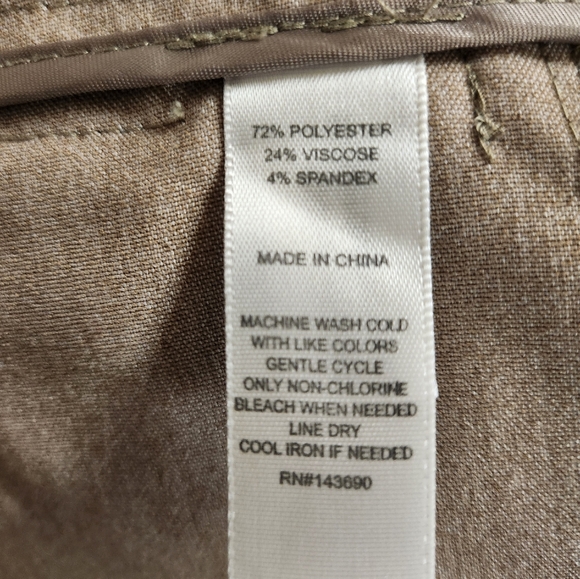 72% POLYESTER
24% VISCOSE
4% SPANDEX
MADE IN CHINA
MACHINE WASH COLD
WITH LIKE COLORS
GENTLE CYCLE
ONLY NON-CHLORINE
BLEACH WHEN NEEDED
LINE DRY
COOL IRON IF NEEDED
RN#143690